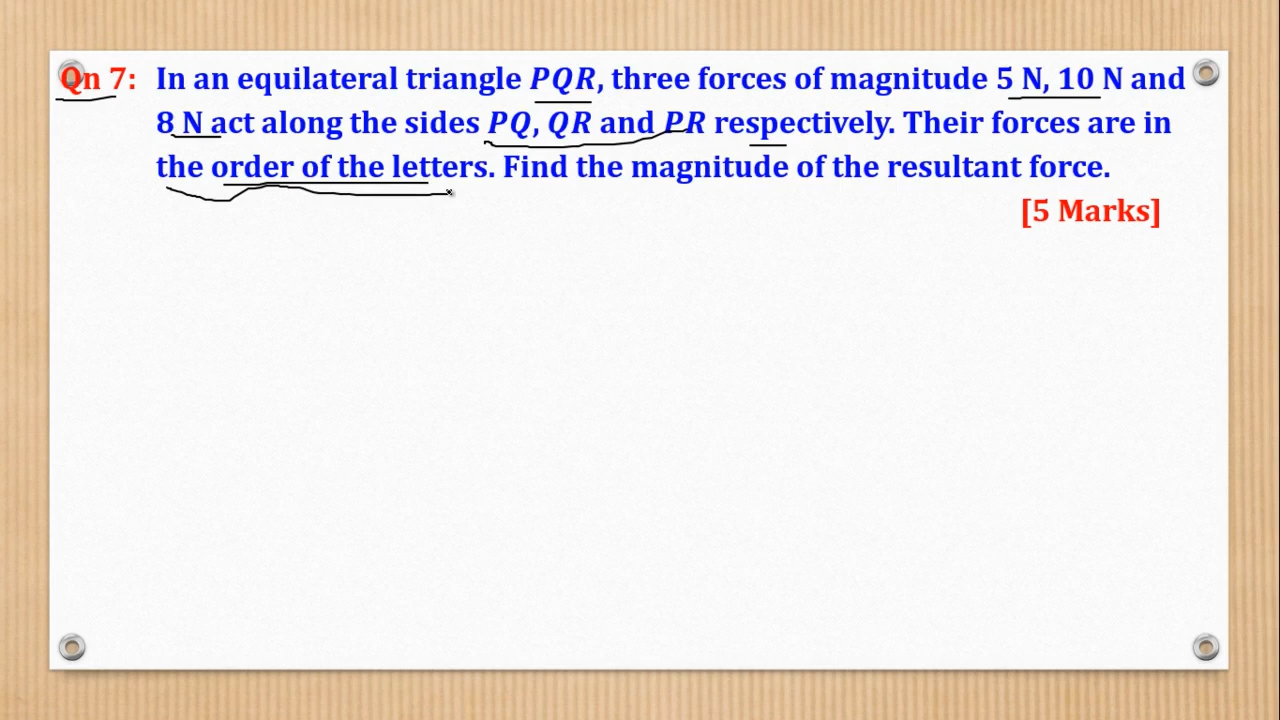 Qn 7: In an equilateral triangle PQR, three forces of magnitude 5 N, 10 N and
8 N act along the sides PQ, QR and PR respectively. Their forces are in
the order of the letters. Find the magnitude of the resultant force.
[5 Marks]